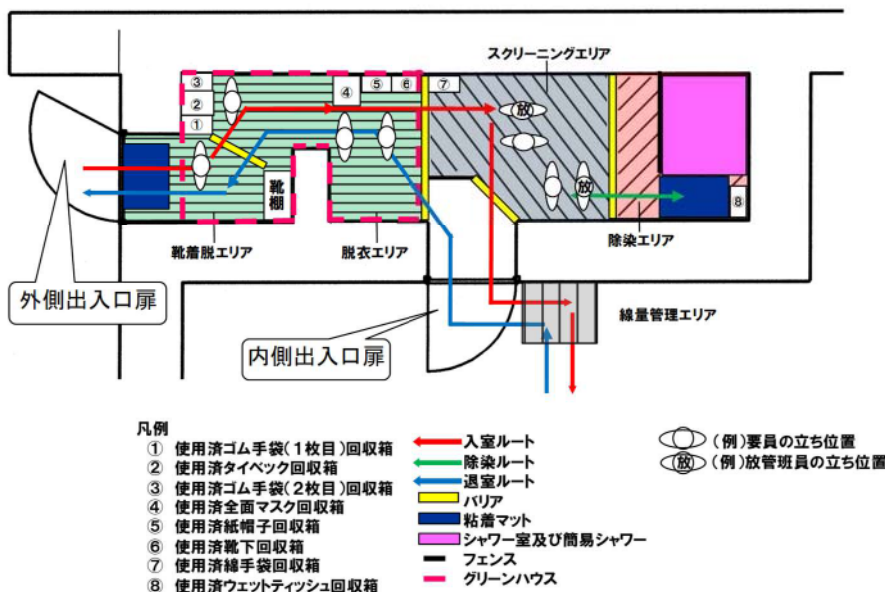 スクリーニングエリア
③
②
①
④
⑤
⑥
⑦
放
放
⑧
靴棚
靴着脱エリア
脱衣エリア
除染エリア
外側出入口扉
内側出入口扉
線量管理エリア
凡例
① 使用済ゴム手袋(1枚目)回収箱
② 使用済タイベック回収箱
③ 使用済ゴム手袋(2枚目)回収箱
④ 使用済全面マスク回収箱
⑤ 使用済紙帽子回収箱
⑥ 使用済靴下回収箱
⑦ 使用済綿手袋回収箱
⑧ 使用済ウェットティッシュ回収箱
入室ルート
除染ルート
退室ルート
バリア
粘着マット
シャワー室及び簡易シャワー
フェンス
グリーンハウス
(例)要員の立ち位置
放 (例)放管班員の立ち位置